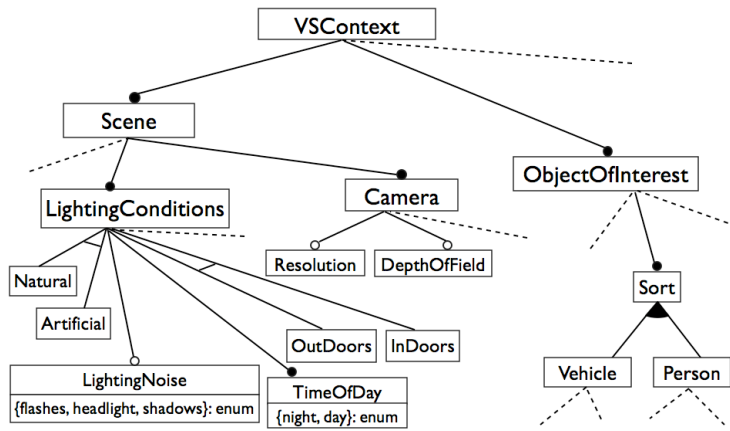 VSContext
Scene
ObjectOfInterest
LightingConditions
Camera
Natural
Artificial
Resolution
DepthOfField
Sort
OutDoors
InDoors
LightingNoise
{flashes, headlight, shadows}: enum
TimeOfDay
{night, day}: enum
Vehicle
Person